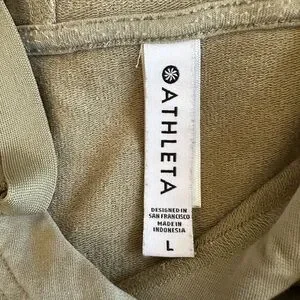 ATHLETA
DESIGNED IN
SAN FRANCISCO
MADE IN
INDONESIA
L